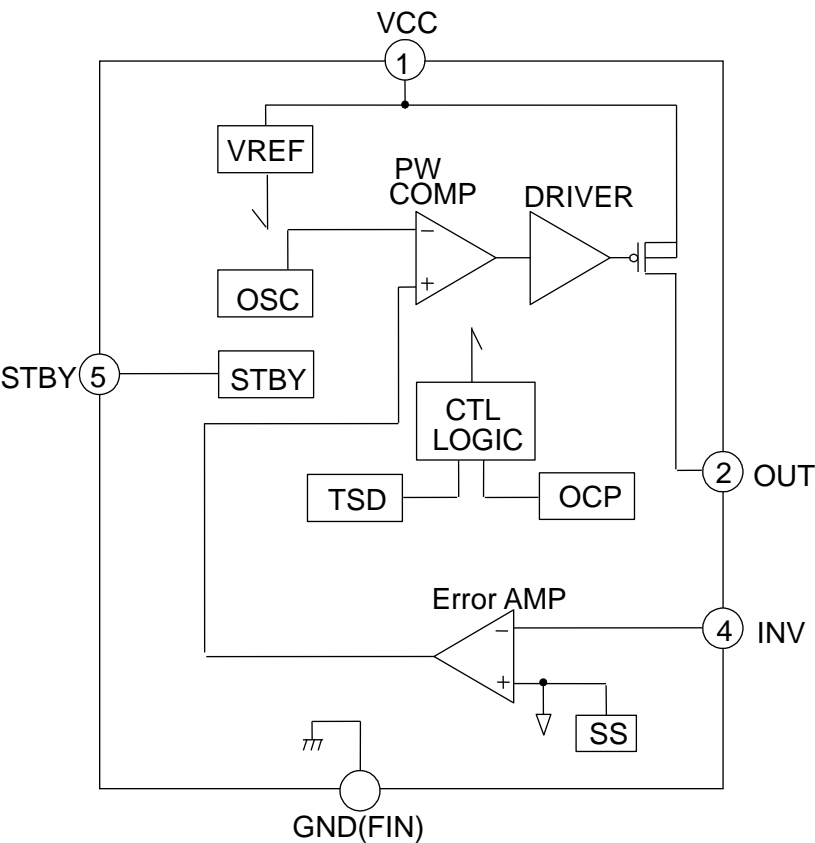 VCC
1
VREF
PW
COMP
DRIVER
−
+
OSC
STBY
5
STBY
CTL
LOGIC
TSD
OCP
2
OUT
Error AMP
−
+
4
INV
SS
GND(FIN)